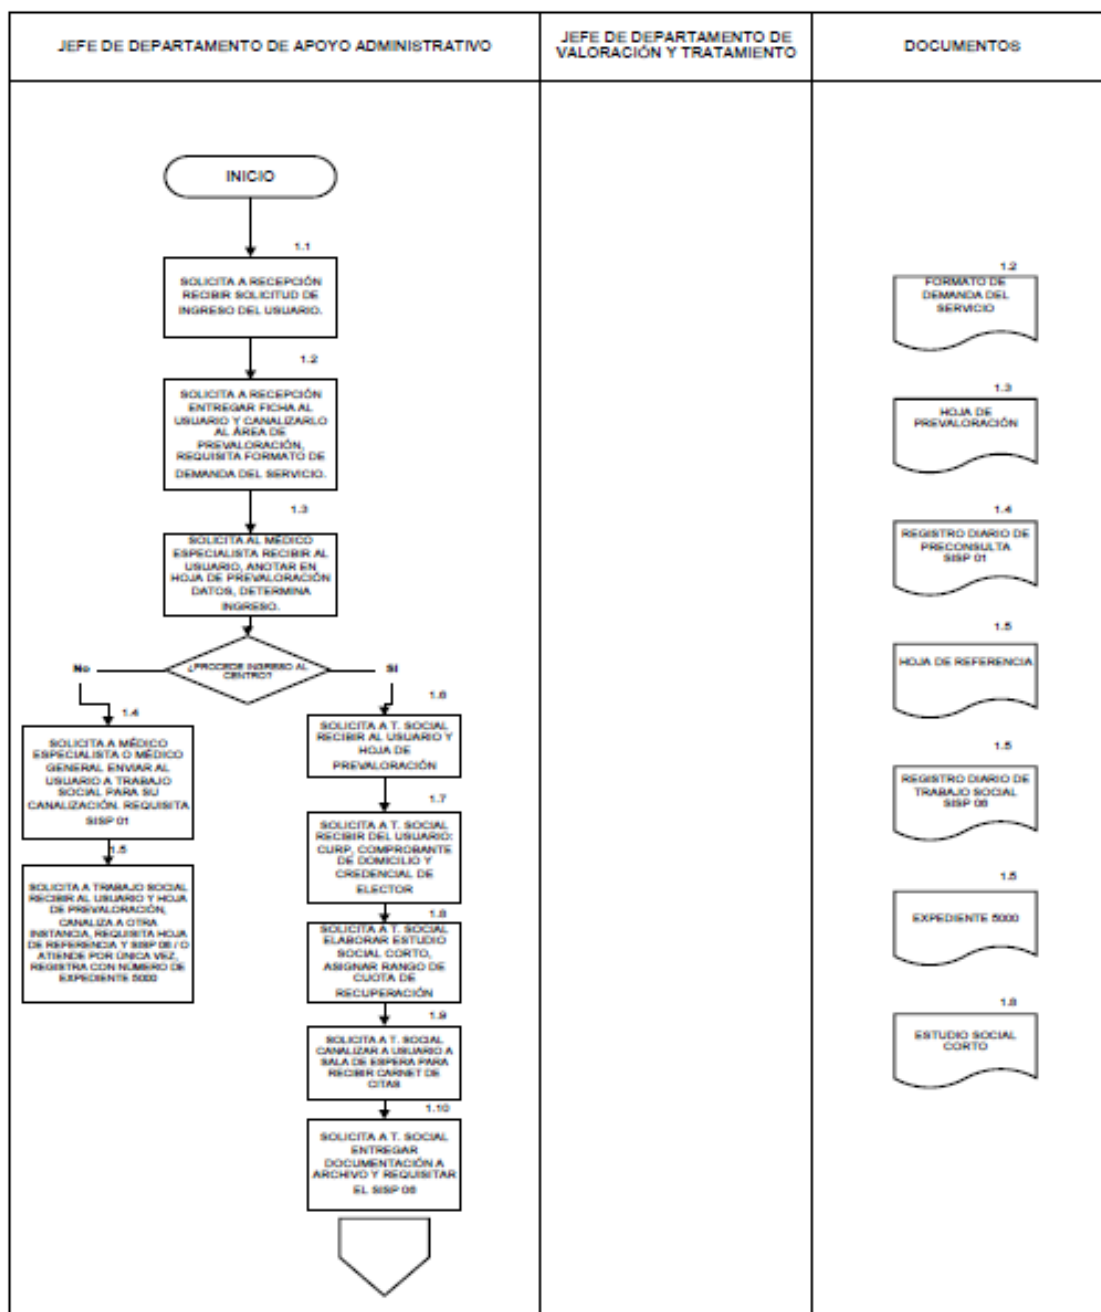 JEFE DE DEPARTAMENTO DE APOYO ADMINISTRATIVO
JEFE DE DEPARTAMENTO DE
VALORACIÓN Y TRATAMIENTO
DOCUMENTOS
INICIO
1.1
SOLICITA A RECEPCIÓN
RECIBIR SOLICITUD DE
INGRESO DEL USUARIO.
1.2
SOLICITA A RECEPCIÓN
ENTREGAR FICHA AL
USUARIO Y CANALIZARLO
AL ÁREA DE
PREVALORACIÓN,
REQUISITA FORMATO DE
DEMANDA DEL SERVICIO.
1.3
SOLICITA AL MÉDICO
ESPECIALISTA RECIBIR AL
USUARIO, ANOTAR EN
HOJA DE PREVALORACIÓN
DATOS, DETERMINA
INGRESO.
¿PROCEDE INGRESO AL
CENTRO?
No
SI
1.4
SOLICITA A MÉDICO
ESPECIALISTA O MÉDICO
GENERAL ENVIAR AL
USUARIO A TRABAJO
SOCIAL PARA SU
CANALIZACIÓN. REQUISITA
SISP 01
1.5
SOLICITA A TRABAJO SOCIAL
RECIBIR AL USUARIO Y HOJA
DE PREVALORACIÓN,
CANALIZA A OTRA
INSTANCIA, REQUISITA HOJA
DE REFERENCIA Y SISP 06 / O
ATIENDE POR ÚNICA VEZ,
REGISTRA CON NÚMERO DE
EXPEDIENTE 5000
1.6
SOLICITA A T. SOCIAL
RECIBIR AL USUARIO Y
HOJA DE
PREVALORACIÓN
1.7
SOLICITA A T. SOCIAL
RECIBIR DEL USUARIO:
CURP, COMPROBANTE
DE DOMICILIO Y
CREDENCIAL DE
ELECTOR
1.8
SOLICITA A T. SOCIAL
ELABORAR ESTUDIO
SOCIAL CORTO,
ASIGNAR RANGO DE
CUOTA DE
RECUPERACIÓN
1.9
SOLICITA A T. SOCIAL
CANALIZAR A USUARIO A
SALA DE ESPERA PARA
RECIBIR CARNET DE
CITAS
1.10
SOLICITA A T. SOCIAL
ENTREGAR
DOCUMENTACIÓN A
ARCHIVO Y REQUISITAR
EL SISP 06
1.2
FORMATO DE
DEMANDA DEL
SERVICIO
1.3
HOJA DE
PREVALORACIÓN
1.4
REGISTRO DIARIO DE
PRECONSULTA
SISP 01
1.5
HOJA DE REFERENCIA
1.5
REGISTRO DIARIO DE
TRABAJO SOCIAL
SISP 06
1.5
EXPEDIENTE 5000
1.8
ESTUDIO SOCIAL
CORTO